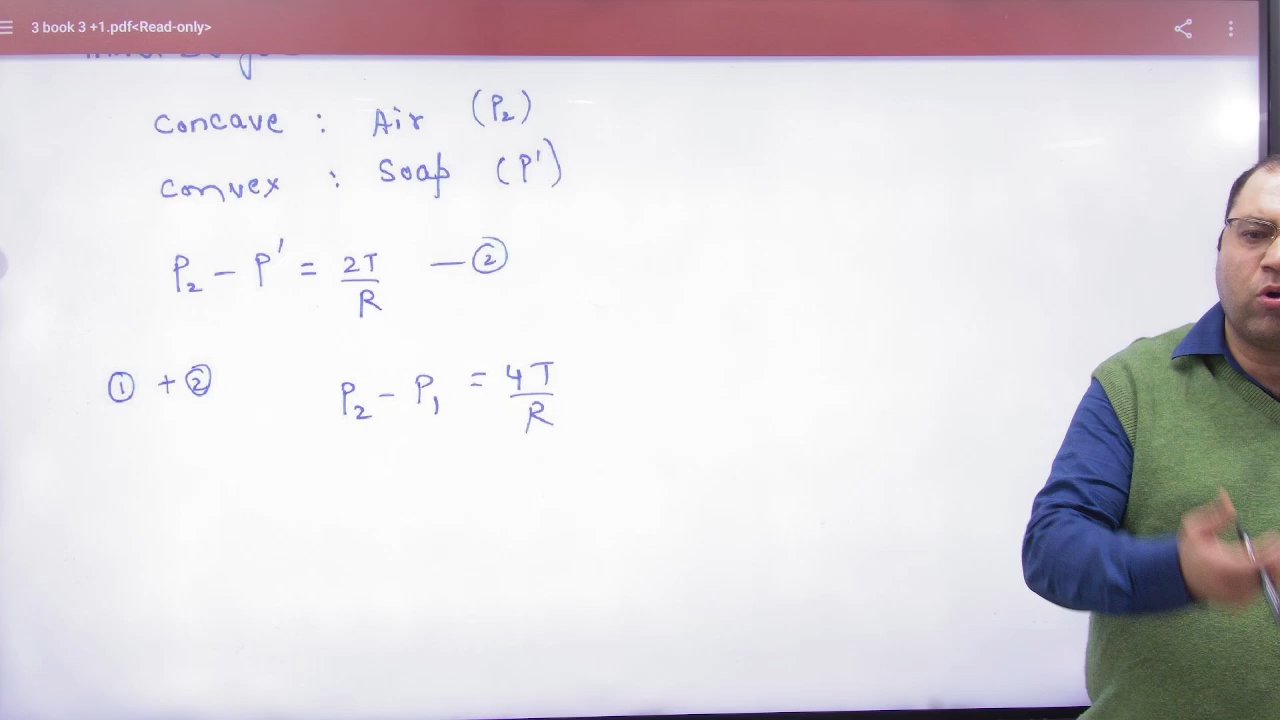 3 book 3 +1.pdf<Read-only>
Concave : Air (P₂)
Convex : Soap (P')
P₂ - P' = 2T/R — ②
① + ② P₂ - P₁ = 4T/R